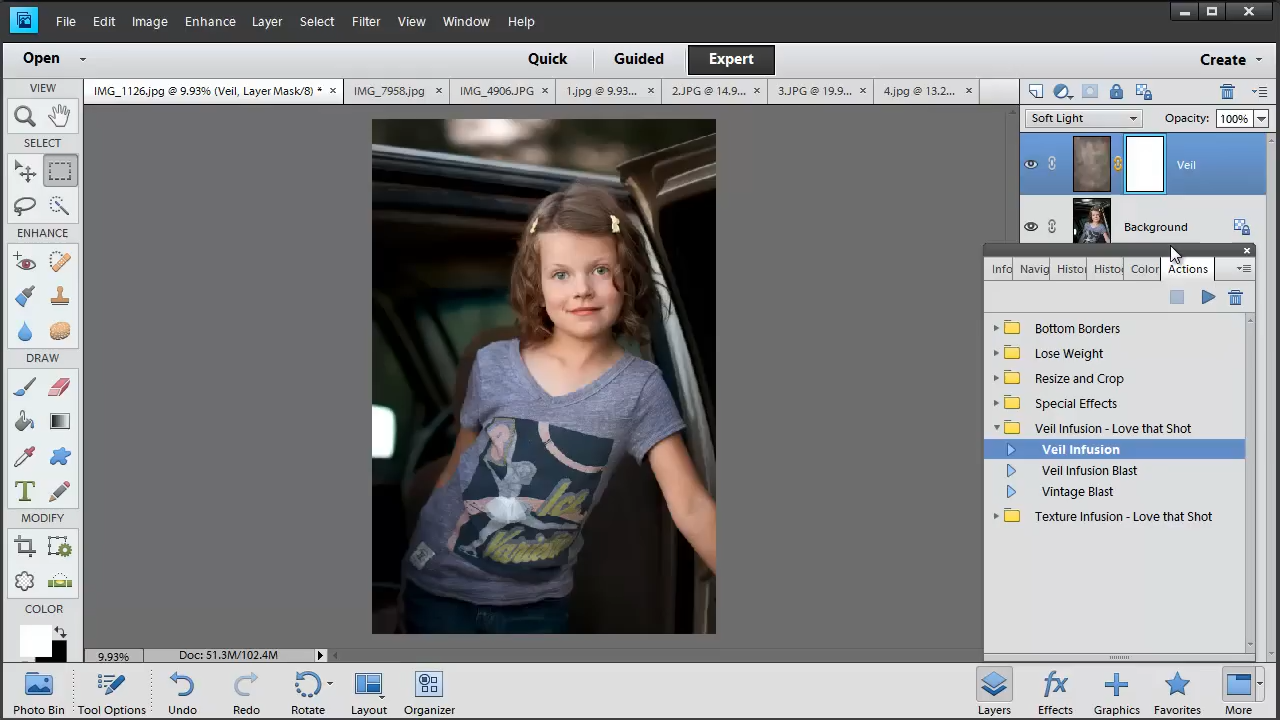 File Edit Image Enhance Layer Select Filter View Window Help
Open Quick Guided Expert Create
VIEW
IMG_1126.jpg @ 9.93% (Veil, Layer Mask/8) * × IMG_7958.jpg × IMG_4906.JPG × 1.jpg @ 9.93... × 2.JPG @ 14.9... × 3.JPG @ 19.9... × 4.jpg @ 13.2... ×
Soft Light Opacity: 100%
SELECT
Veil
Background
ENHANCE
Info Navig Histor Histog Color Actions
Bottom Borders
Lose Weight
DRAW
Resize and Crop
Special Effects
Veil Infusion - Love that Shot
Veil Infusion
Veil Infusion Blast
Vintage Blast
Ice
T
MODIFY
Texture Infusion - Love that Shot
COLOR
9.93% Doc: 51.3M/102.4M
fx
Photo Bin Tool Options Undo Redo Rotate Layout Organizer Layers Effects Graphics Favorites More